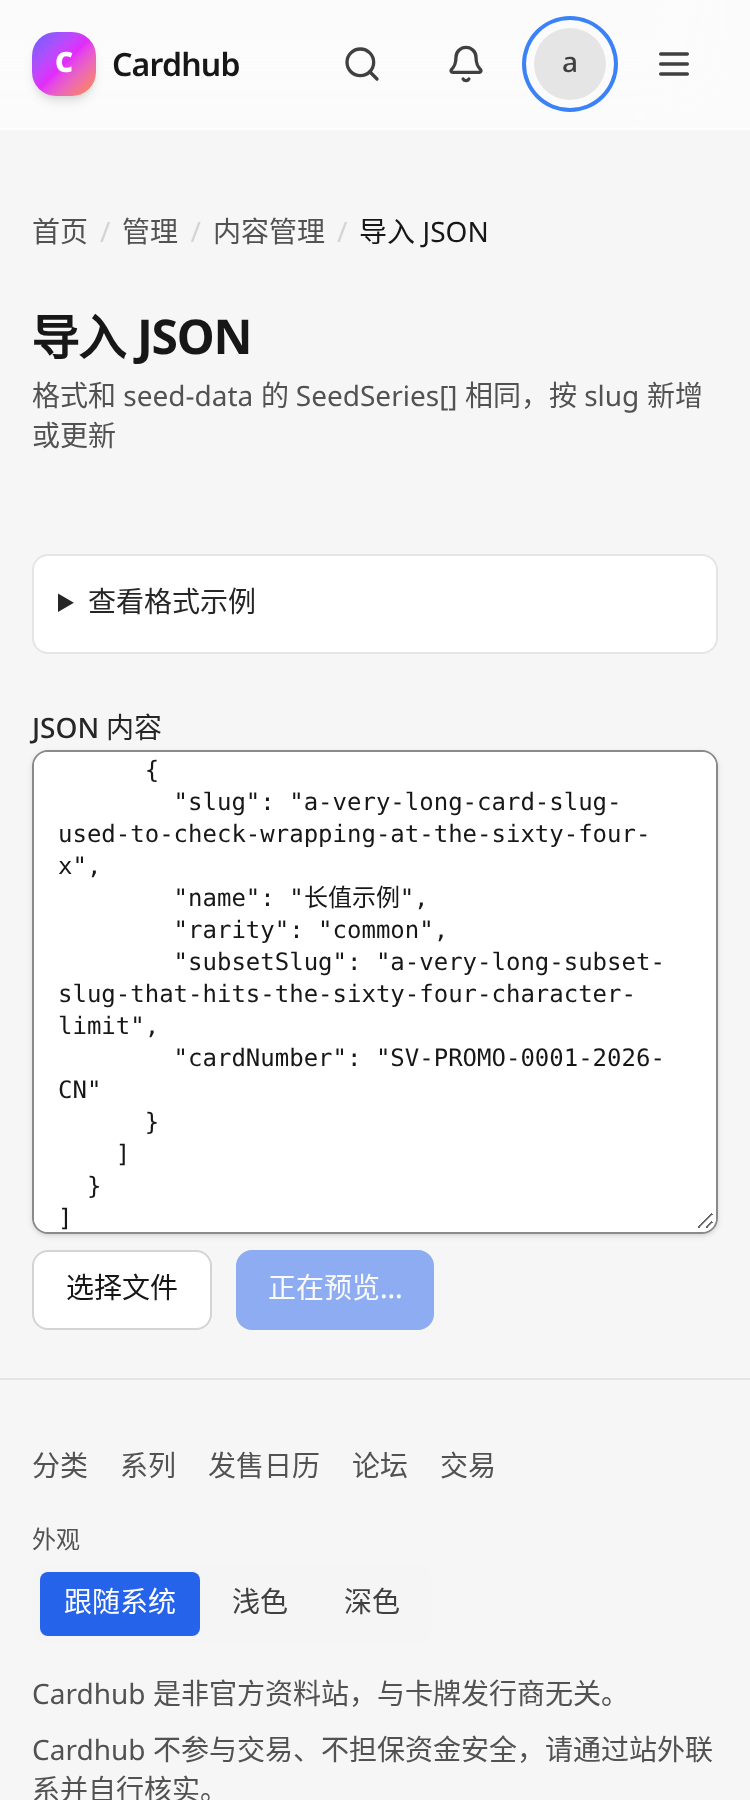 C Cardhub a
首页 / 管理 / 内容管理 / 导入 JSON
导入 JSON
格式和 seed-data 的 SeedSeries[] 相同，按 slug 新增
或更新
查看格式示例
JSON 内容
{
"slug": "a-very-long-card-slug-
used-to-check-wrapping-at-the-sixty-four-
x",
"name": "长值示例",
"rarity": "common",
"subsetSlug": "a-very-long-subset-
slug-that-hits-the-sixty-four-character-
limit",
"cardNumber": "SV-PROMO-0001-2026-
CN"
}
]
}
]
选择文件 正在预览...
分类 系列 发售日历 论坛 交易
外观
跟随系统 浅色 深色
Cardhub 是非官方资料站，与卡牌发行商无关。
Cardhub 不参与交易、不担保资金安全，请通过站外联
系并自行核实。